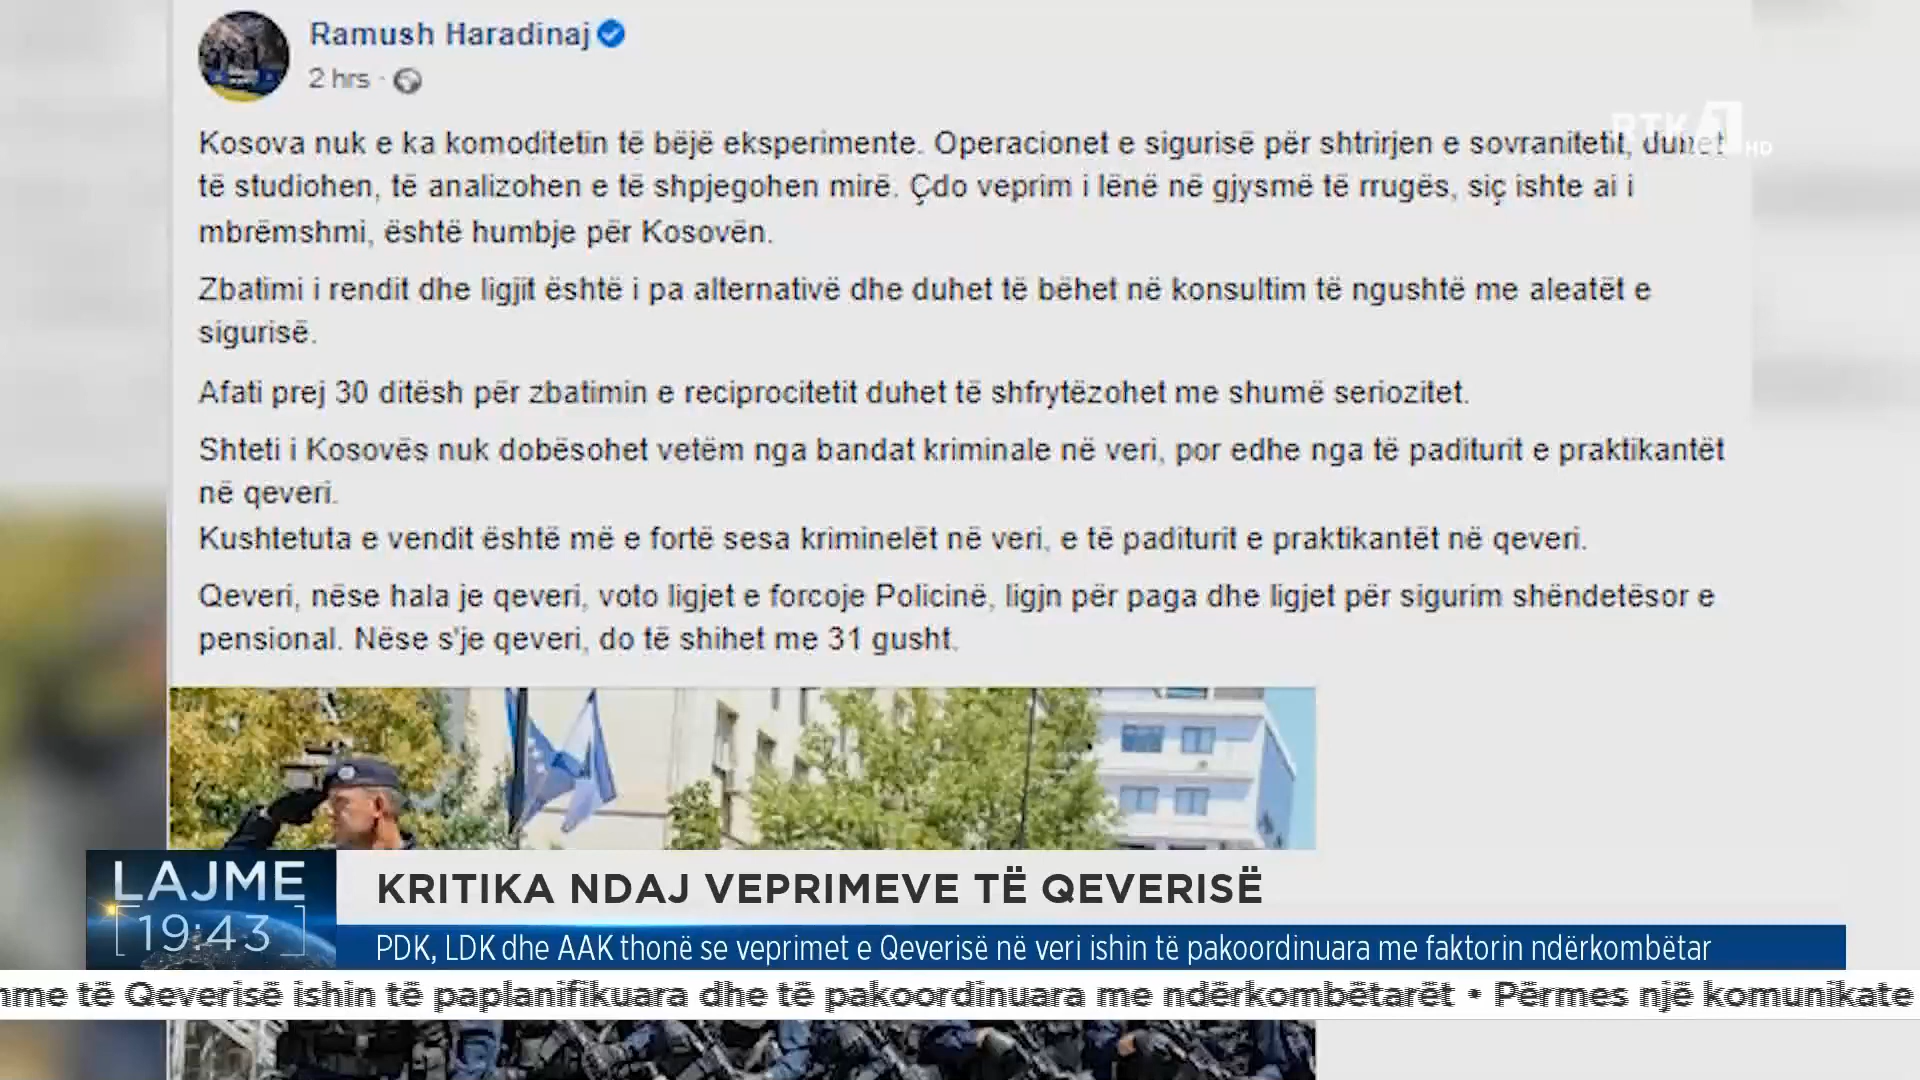 Ramush Haradinaj
2 hrs ·
RTK 1 HD
Kosova nuk e ka komoditetin të bëjë eksperimente. Operacionet e sigurisë për shtrirjen e sovranitetit, duhet
të studiohen, të analizohen e të shpjegohen mirë. Çdo veprim i lënë në gjysmë të rrugës, siç ishte ai i
mbrëmshmi, është humbje për Kosovën.
Zbatimi i rendit dhe ligjit është i pa alternativë dhe duhet të bëhet në konsultim të ngushtë me aleatët e
sigurisë.
Afati prej 30 ditësh për zbatimin e reciprocitetit duhet të shfrytëzohet me shumë seriozitet.
Shteti i Kosovës nuk dobësohet vetëm nga bandat kriminale në veri, por edhe nga të paditurit e praktikantët
në qeveri.
Kushtetuta e vendit është më e fortë sesa kriminelët në veri, e të paditurit e praktikantët në qeveri.
Qeveri, nëse hala je qeveri, voto ligjet e forcoje Policinë, ligjn për paga dhe ligjet për sigurim shëndetësor e
pensional. Nëse s'je qeveri, do të shihet me 31 gusht.
LAJME
19:43
KRITIKA NDAJ VEPRIMEVE TË QEVERISË
PDK, LDK dhe AAK thonë se veprimet e Qeverisë në veri ishin të pakoordinuara me faktorin ndërkombëtar
të Qeverisë ishin të paplanifikuara dhe të pakoordinuara me ndërkombëtarët • Përmes një komunikate